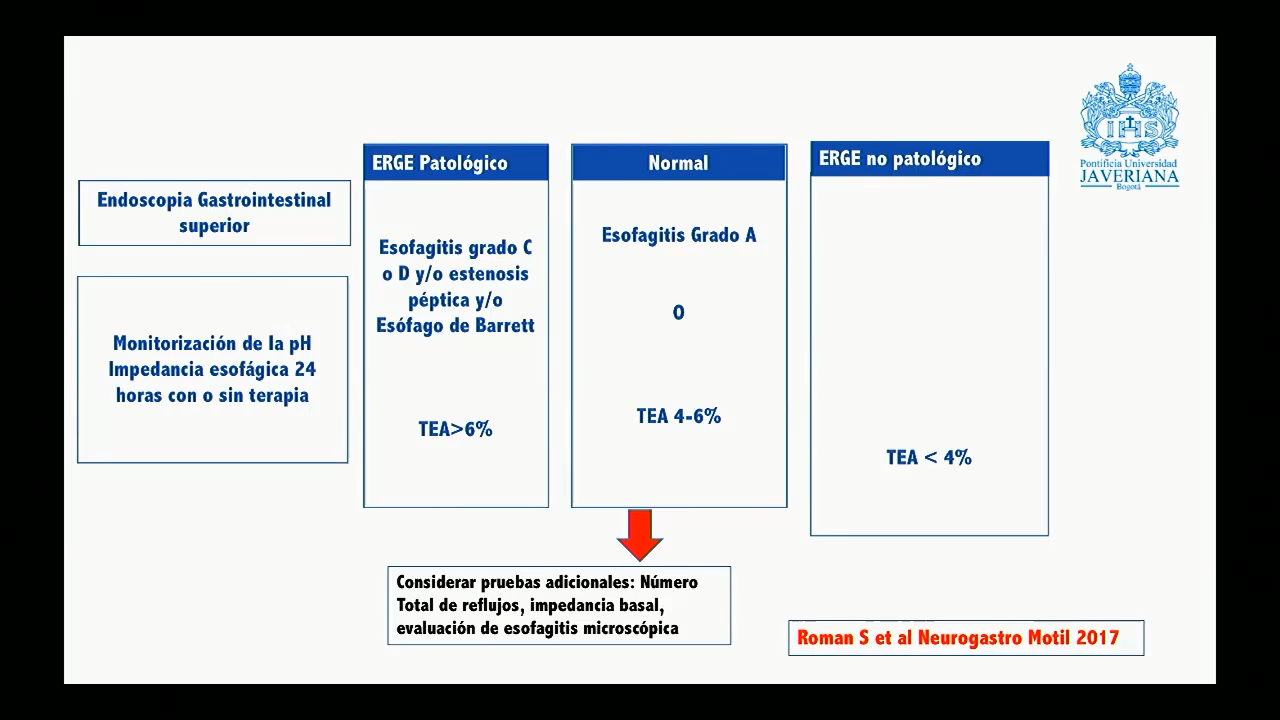 IHS
Pontificia Universidad
JAVERIANA
Bogotá
Endoscopia Gastrointestinal
superior
Monitorización de la pH
Impedancia esofágica 24
horas con o sin terapia
ERGE Patológico
Esofagitis grado C
o D y/o estenosis
péptica y/o
Esófago de Barrett
TEA>6%
Normal
Esofagitis Grado A
O
TEA 4-6%
ERGE no patológico
TEA < 4%
Considerar pruebas adicionales: Número
Total de reflujos, impedancia basal,
evaluación de esofagitis microscópica
Roman S et al Neurogastro Motil 2017